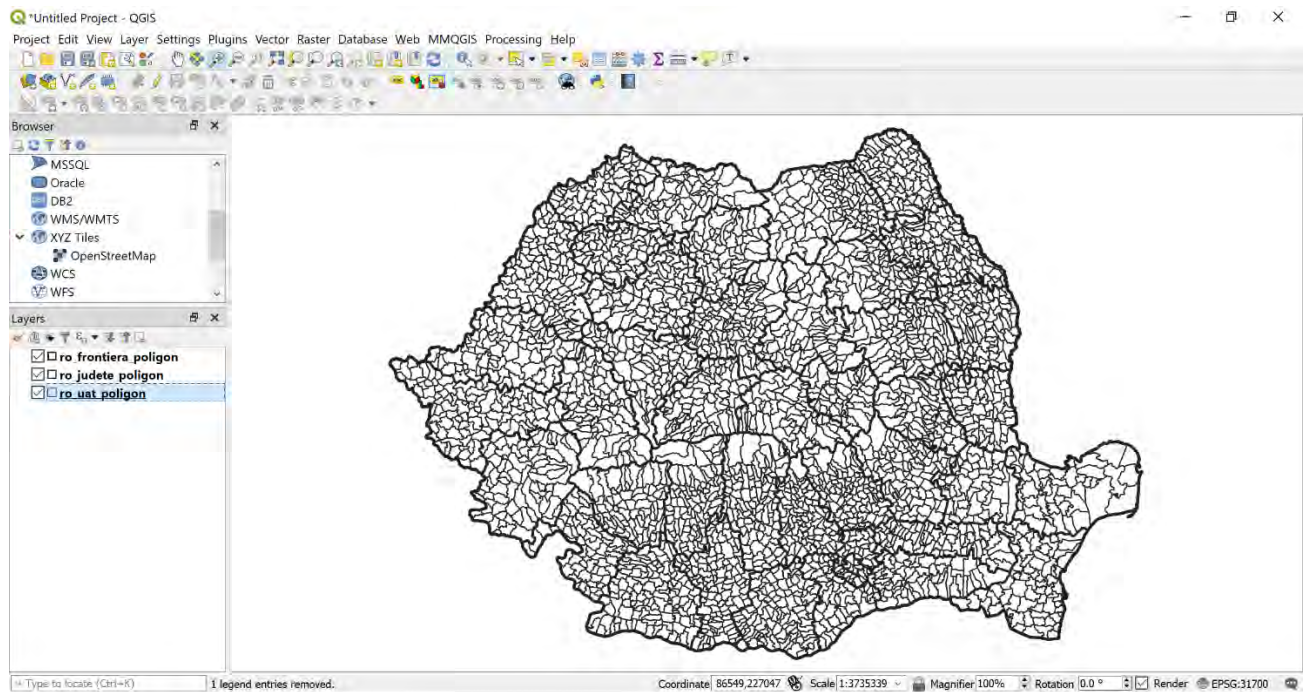 *Untitled Project - QGIS
Project Edit View Layer Settings Plugins Vector Raster Database Web MMQGIS Processing Help
Browser
MSSQL
Oracle
DB2
WMS/WMTS
XYZ Tiles
OpenStreetMap
WCS
WFS
Layers
ro_frontiera_poligon
ro_judete_poligon
ro_uat_poligon
Type to locate (Ctrl+K) 1 legend entries removed. Coordinate 86549,227047 Scale 1:3735339 Magnifier 100% Rotation 0.0 ° Render EPSG:31700